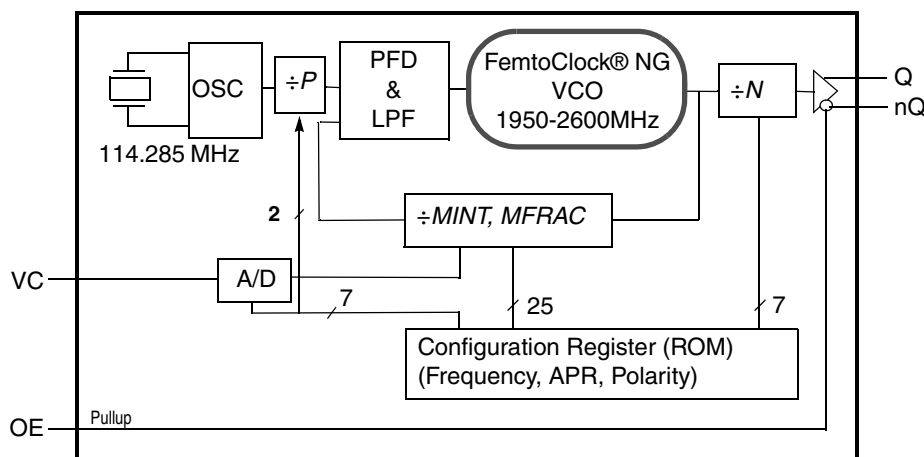 OSC
÷P
PFD
&
LPF
FemtoClock® NG
VCO
1950-2600MHz
÷N
Q
nQ
114.285 MHz
2
÷MINT, MFRAC
VC
A/D
7
25
7
Configuration Register (ROM)
(Frequency, APR, Polarity)
OE
Pullup